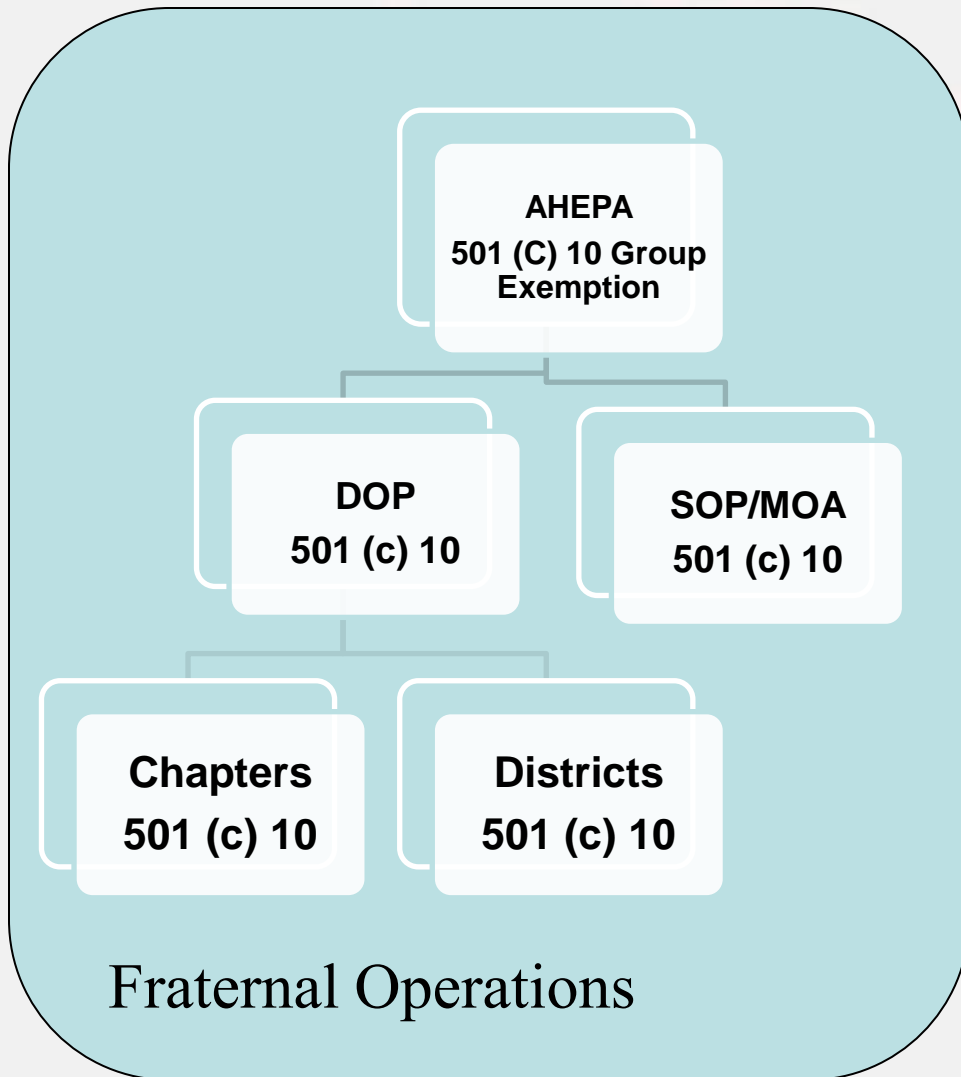 AHEPA
501 (C) 10 Group
Exemption
DOP
501 (c) 10
SOP/MOA
501 (c) 10
Chapters
501 (c) 10
Districts
501 (c) 10
Fraternal Operations